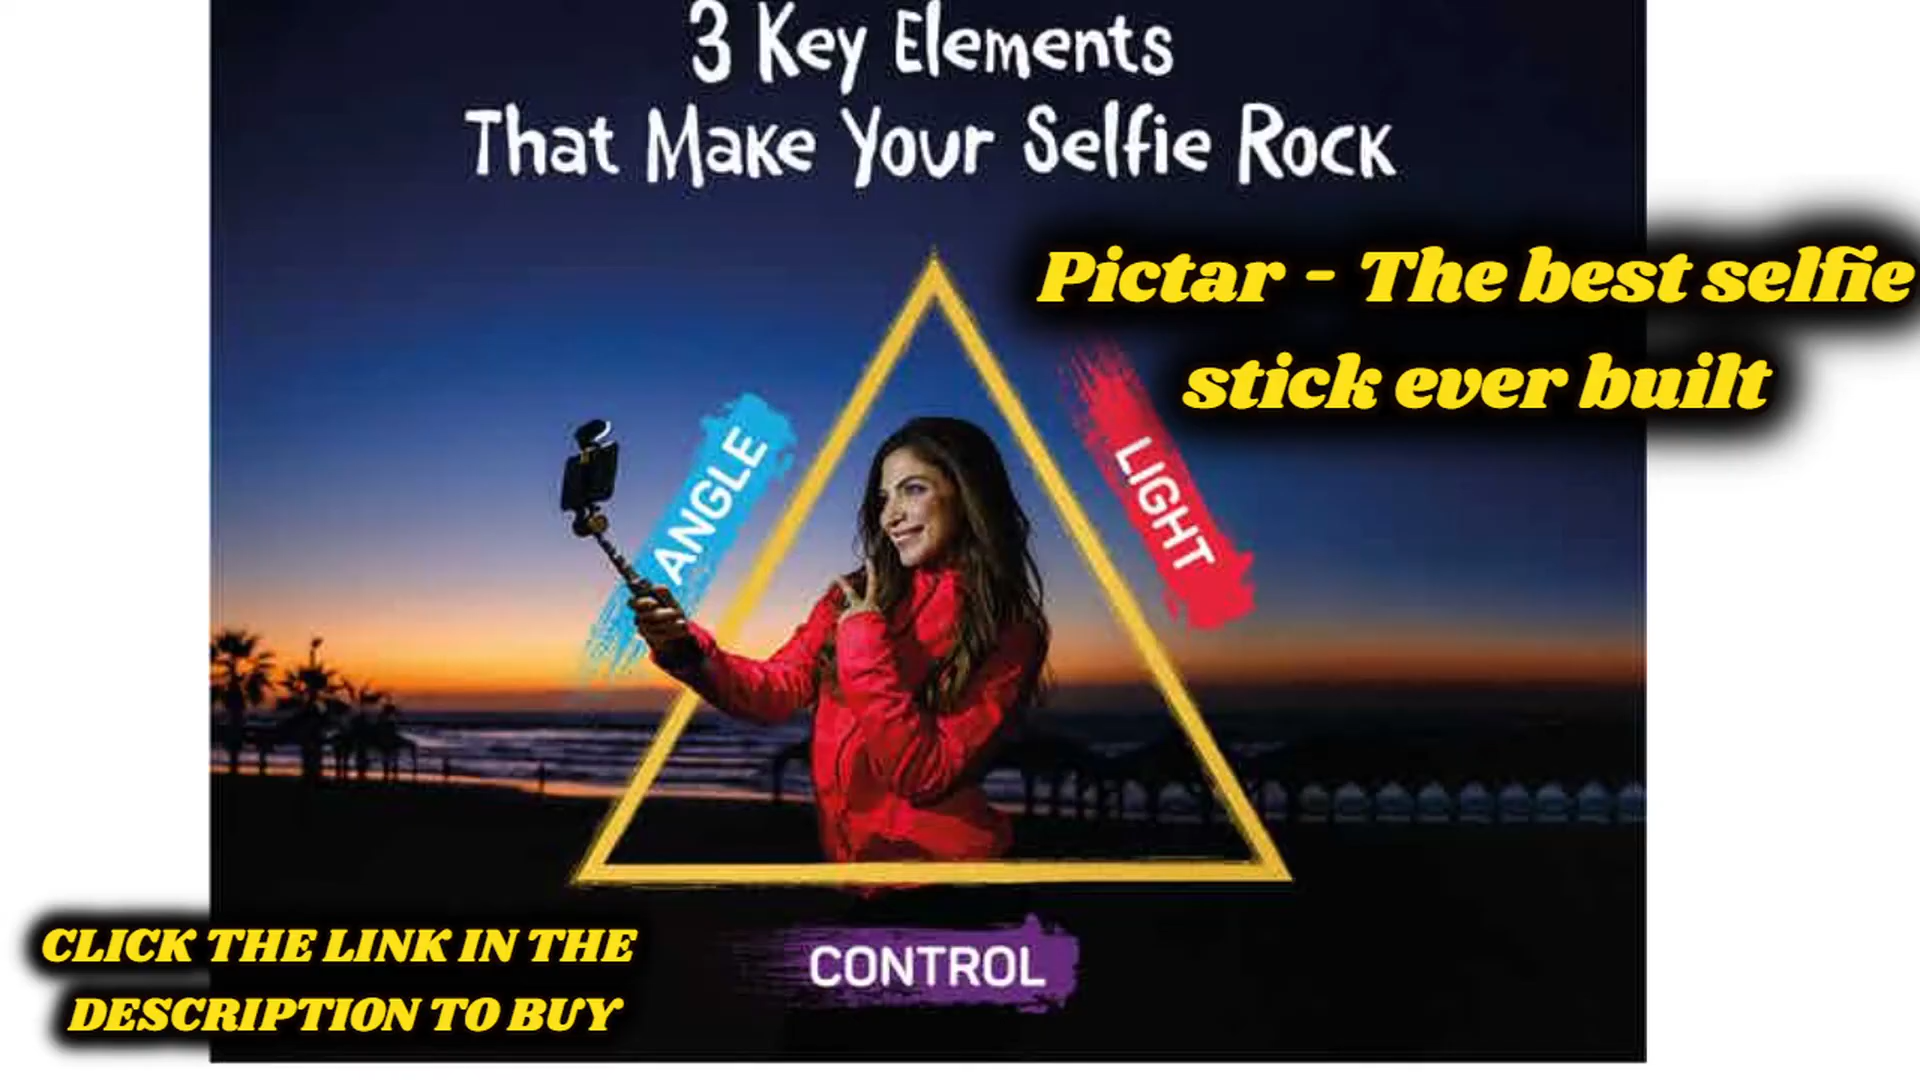 3 Key Elements
That Make Your Selfie Rock
Pictar - The best selfie
stick ever built
ANGLE
LIGHT
CONTROL
CLICK THE LINK IN THE
DESCRIPTION TO BUY